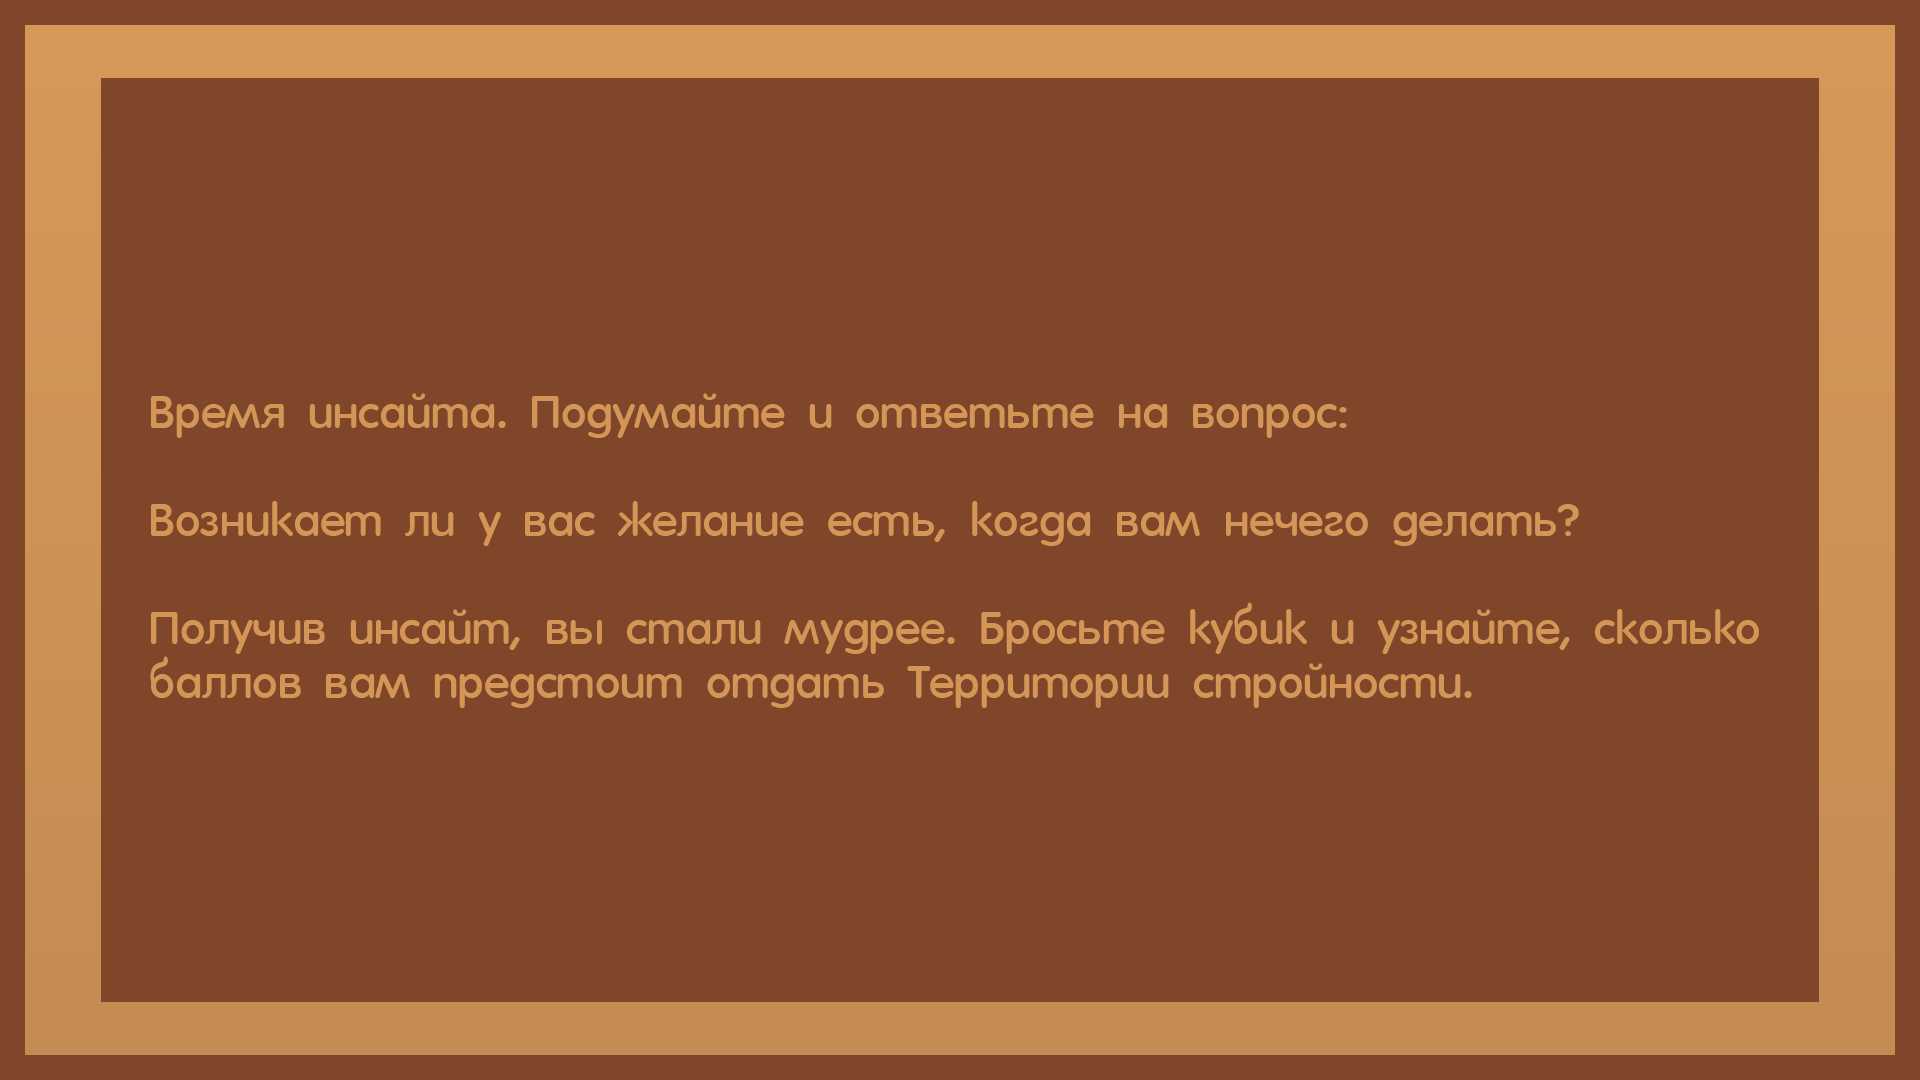 Время инсайта. Подумайте и ответьте на вопрос:
Возникает ли у вас желание есть, когда вам нечего делать?
Получив инсайт, вы стали мудрее. Бросьте кубик и узнайте, сколько
баллов вам предстоит отдать Территории стройности.